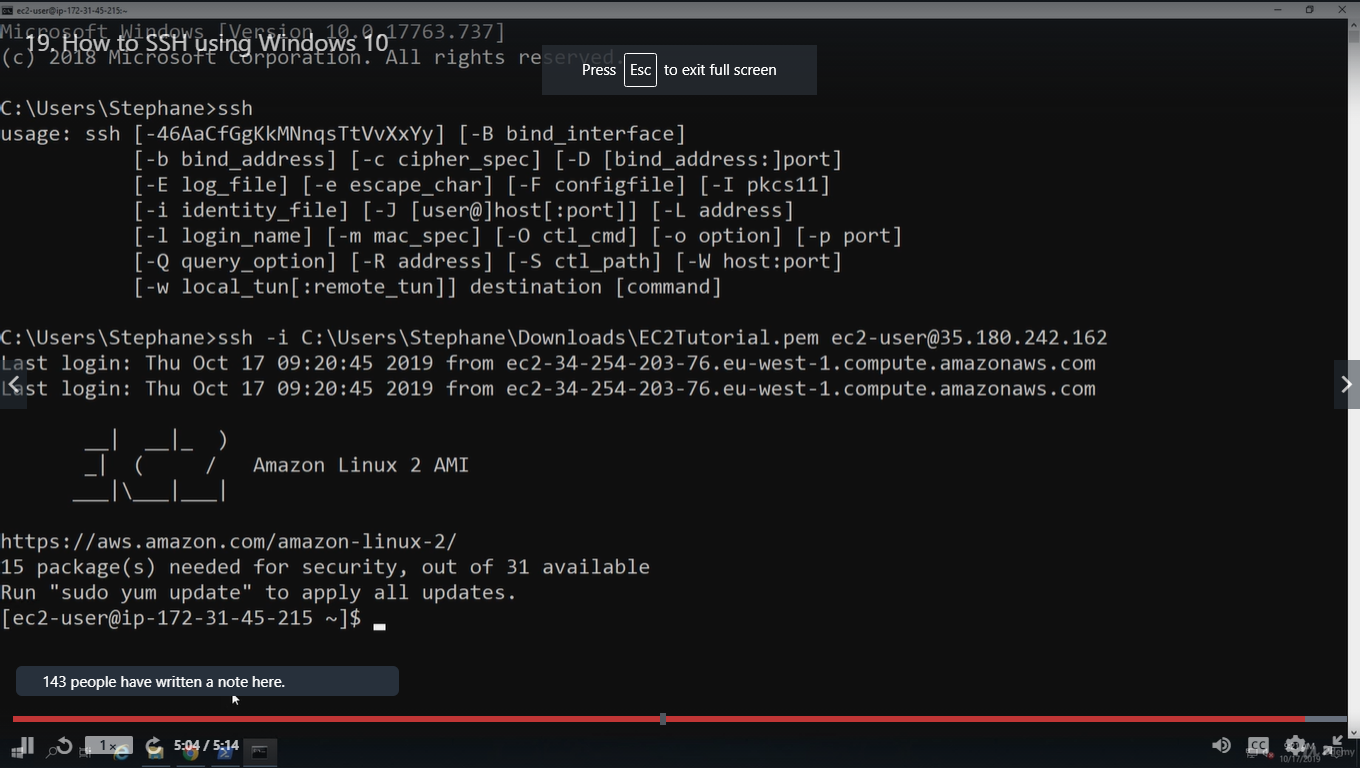 ec2-user@ip-172-31-45-215:~
Microsoft Windows [Version 10.0.17763.737]
19. How to SSH using Windows 10
(c) 2018 Microsoft Corporation. All rights reserved.
Press Esc to exit full screen
C:\Users\Stephane>ssh
usage: ssh [-46AaCfGgKkMNnqsTtVvXxYy] [-B bind_interface]
[-b bind_address] [-c cipher_spec] [-D [bind_address:]port]
[-E log_file] [-e escape_char] [-F configfile] [-I pkcs11]
[-i identity_file] [-J [user@]host[:port]] [-L address]
[-l login_name] [-m mac_spec] [-O ctl_cmd] [-o option] [-p port]
[-Q query_option] [-R address] [-S ctl_path] [-W host:port]
[-w local_tun[:remote_tun]] destination [command]
C:\Users\Stephane>ssh -i C:\Users\Stephane\Downloads\EC2Tutorial.pem ec2-user@35.180.242.162
Last login: Thu Oct 17 09:20:45 2019 from ec2-34-254-203-76.eu-west-1.compute.amazonaws.com
Last login: Thu Oct 17 09:20:45 2019 from ec2-34-254-203-76.eu-west-1.compute.amazonaws.com
__| __|_ )
_| ( / Amazon Linux 2 AMI
___|\___|___|
https://aws.amazon.com/amazon-linux-2/
15 package(s) needed for security, out of 31 available
Run "sudo yum update" to apply all updates.
[ec2-user@ip-172-31-45-215 ~]$
143 people have written a note here.
1x
5:04 / 5:14
CC
10/17/2019